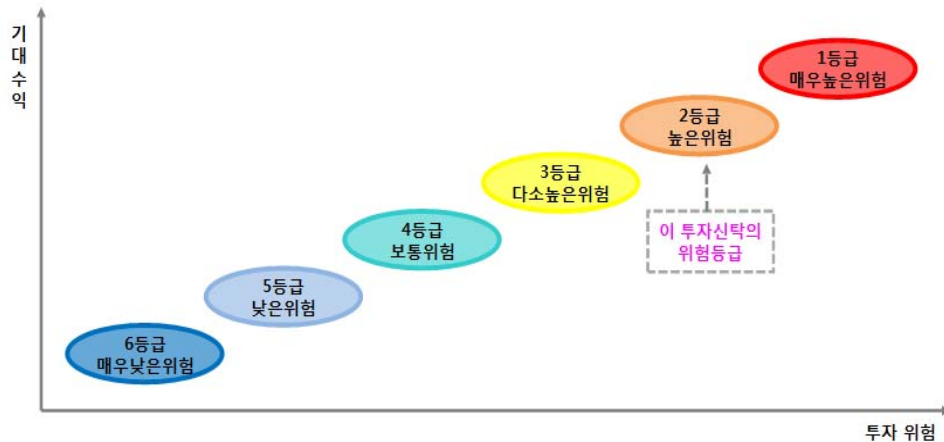 기대수익
1등급
매우높은위험
2등급
높은위험
3등급
다소높은위험
이 투자신탁의
위험등급
4등급
보통위험
5등급
낮은위험
6등급
매우낮은위험
투자 위험